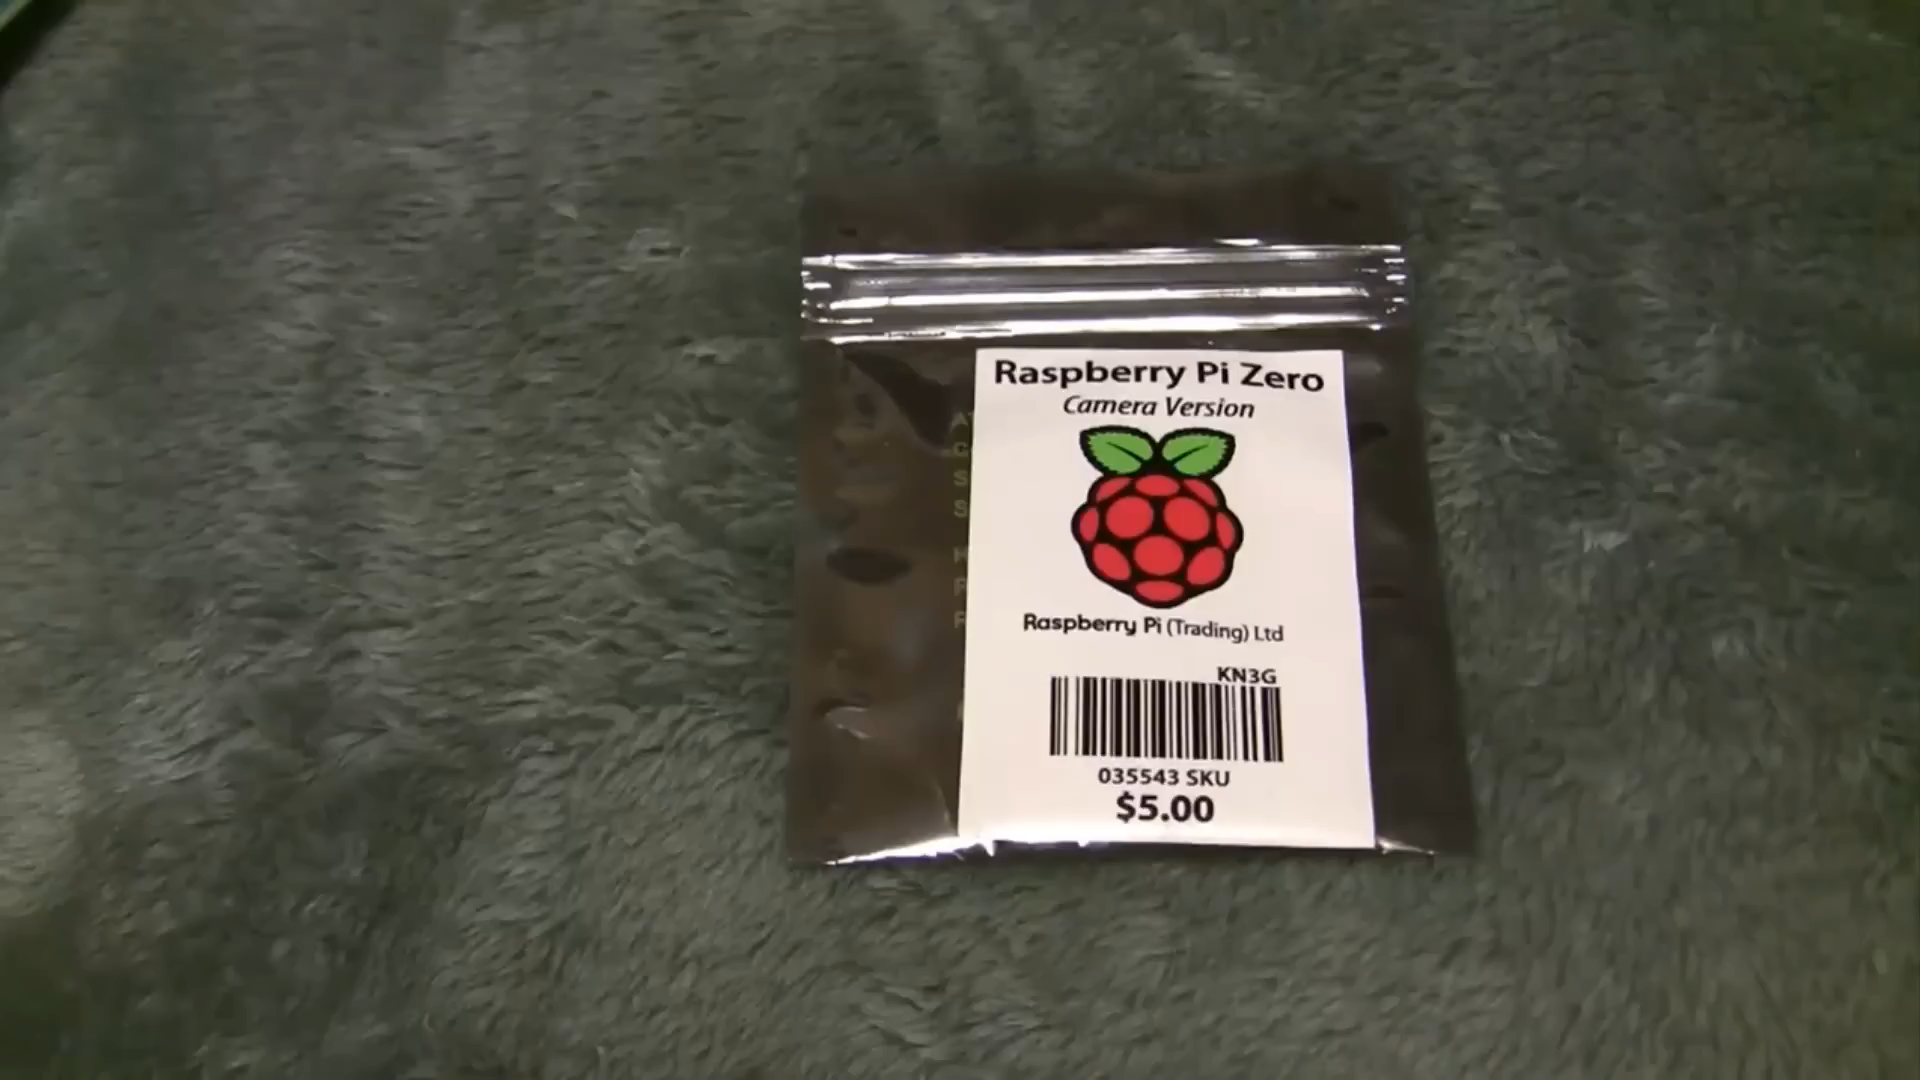 Raspberry Pi Zero
Camera Version
Raspberry Pi (Trading) Ltd
KN3G
035543 SKU
$5.00